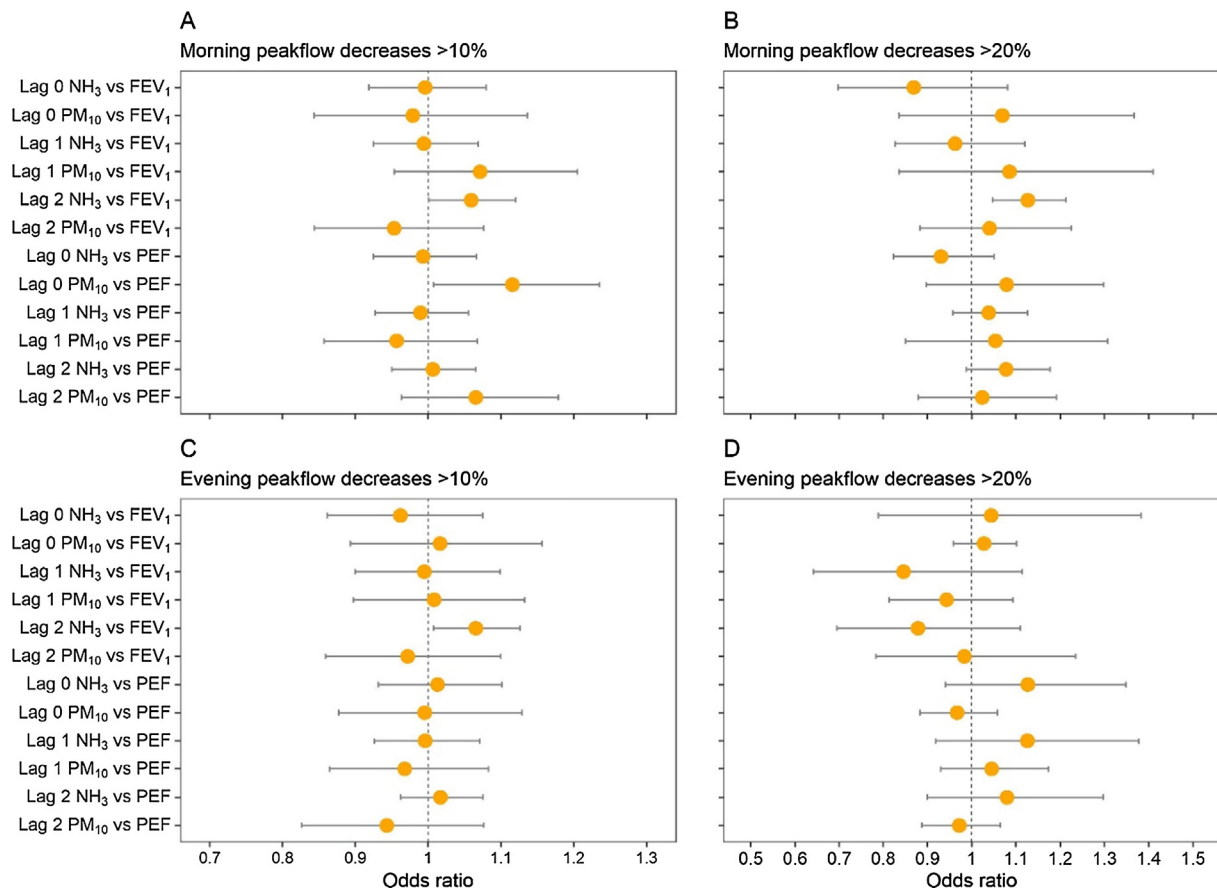 A
Morning peakflow decreases >10%
Lag 0 NH₃ vs FEV₁
Lag 0 PM₁₀ vs FEV₁
Lag 1 NH₃ vs FEV₁
Lag 1 PM₁₀ vs FEV₁
Lag 2 NH₃ vs FEV₁
Lag 2 PM₁₀ vs FEV₁
Lag 0 NH₃ vs PEF
Lag 0 PM₁₀ vs PEF
Lag 1 NH₃ vs PEF
Lag 1 PM₁₀ vs PEF
Lag 2 NH₃ vs PEF
Lag 2 PM₁₀ vs PEF
B
Morning peakflow decreases >20%
C
Evening peakflow decreases >10%
Lag 0 NH₃ vs FEV₁
Lag 0 PM₁₀ vs FEV₁
Lag 1 NH₃ vs FEV₁
Lag 1 PM₁₀ vs FEV₁
Lag 2 NH₃ vs FEV₁
Lag 2 PM₁₀ vs FEV₁
Lag 0 NH₃ vs PEF
Lag 0 PM₁₀ vs PEF
Lag 1 NH₃ vs PEF
Lag 1 PM₁₀ vs PEF
Lag 2 NH₃ vs PEF
Lag 2 PM₁₀ vs PEF
0.7 0.8 0.9 1 1.1 1.2 1.3
Odds ratio
D
Evening peakflow decreases >20%
0.5 0.6 0.7 0.8 0.9 1 1.1 1.2 1.3 1.4 1.5
Odds ratio